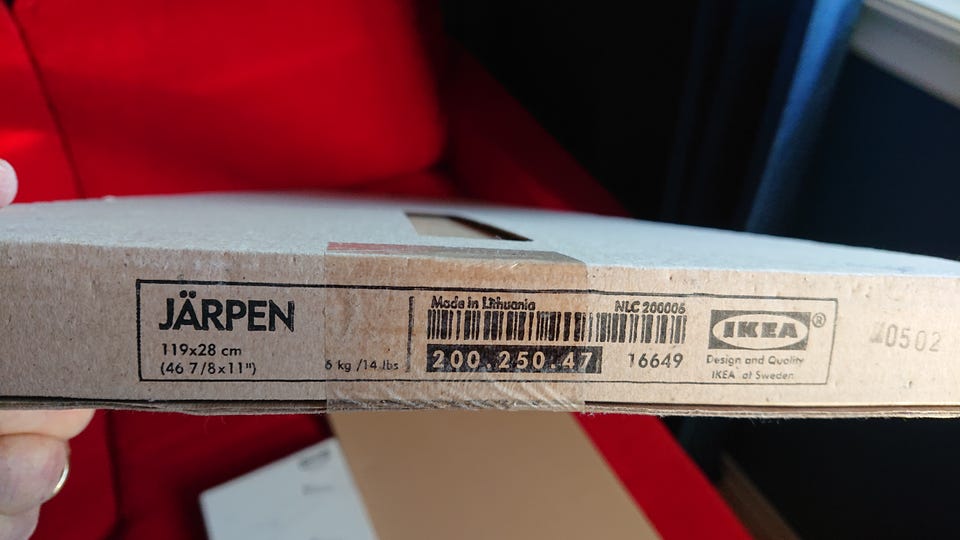 JÄRPEN
119x28 cm
(46 7/8x11")
6 kg /14 lbs
Made in Lithuania
NLC 200006
200.250.47
16649
IKEA®
Design and Quality
IKEA of Sweden
0502